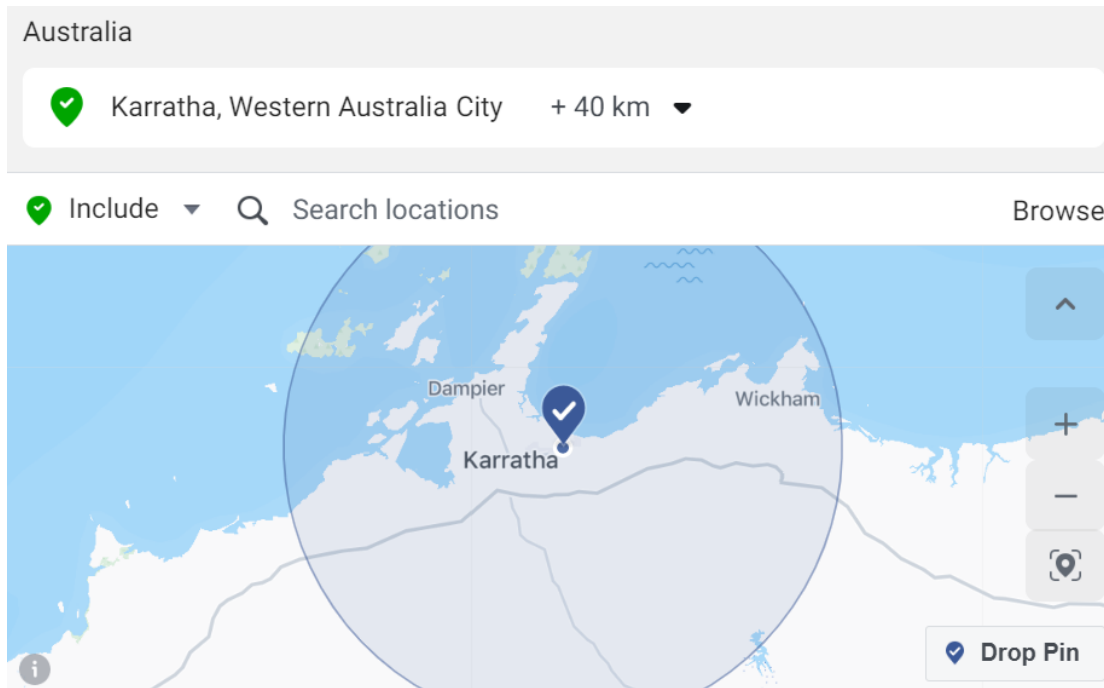 Australia
Karratha, Western Australia City + 40 km
Include Search locations Browse
Dampier
Wickham
Karratha
Drop Pin